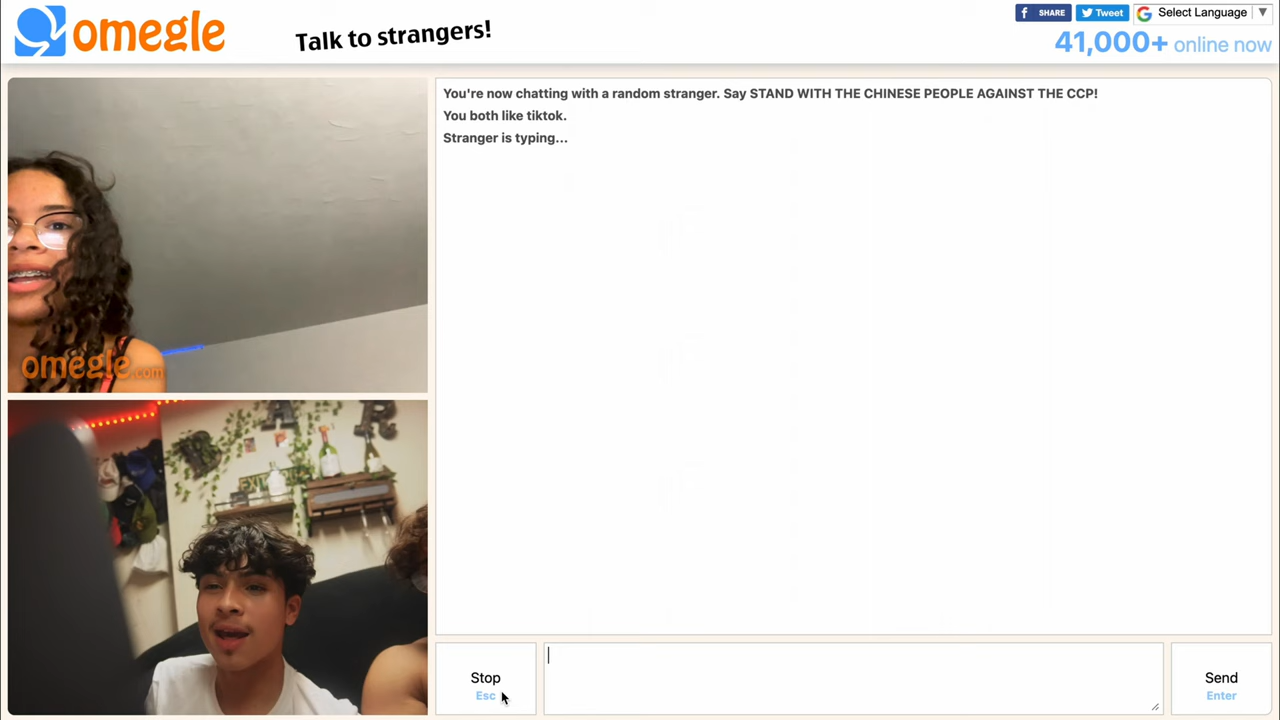 omegle
Talk to strangers!
SHARE
Tweet
Select Language
41,000+ online now
You're now chatting with a random stranger. Say STAND WITH THE CHINESE PEOPLE AGAINST THE CCP!
You both like tiktok.
Stranger is typing...
omegle.com
A R
Stop
Esc
Send
Enter